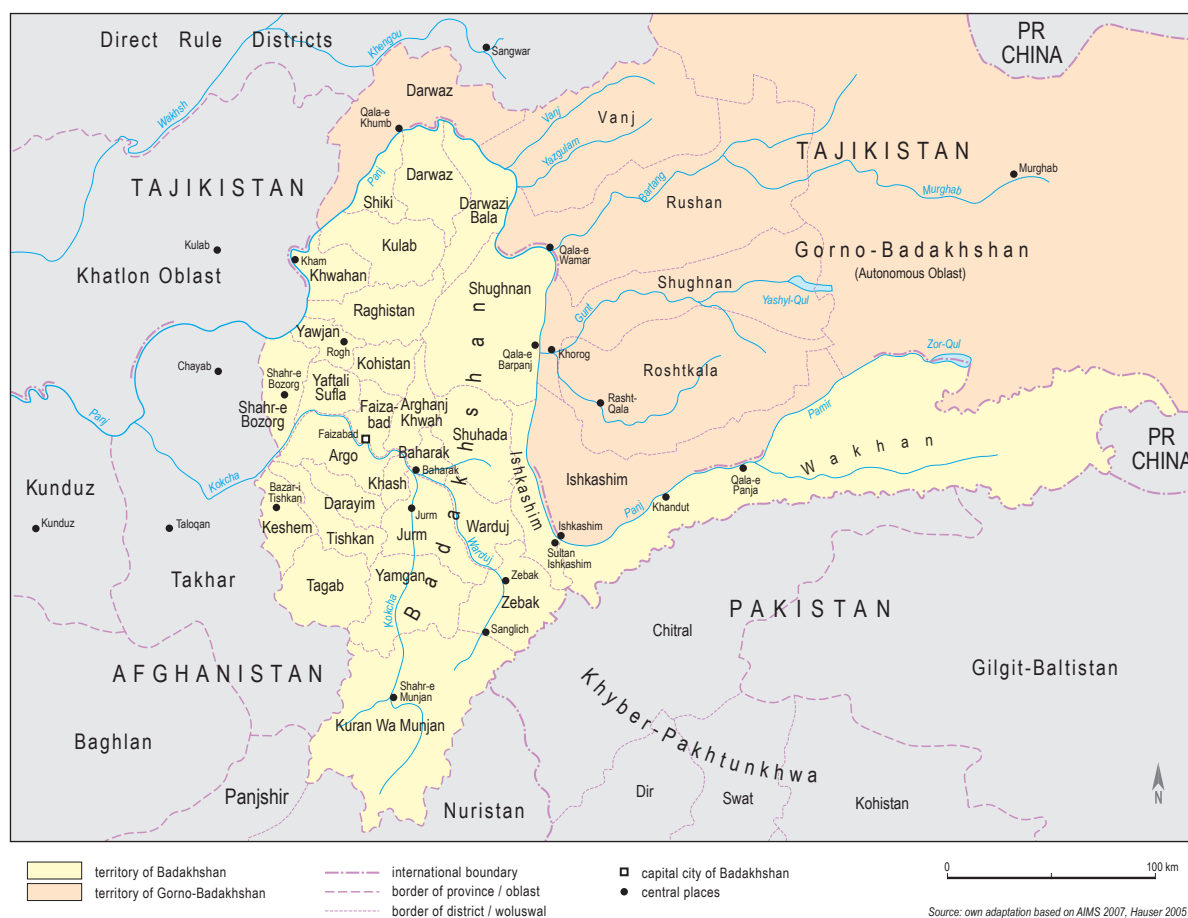 Direct Rule Districts
Khengou
Sangwar
PR
CHINA
Wakhsh
Darwaz
Qala-e
Khumb
Vanj
Vanj
Yazgulam
TAJIKISTAN
Panj
Darwaz
Shiki
Darwazi
Bala
Bartang
Rushan
TAJIKISTAN
Murghab
Murghab
Kulab
Khatlon Oblast
Kham
Kulab
Khwahan
Qala-e
Wamar
Gorno-Badakhshan
(Autonomous Oblast)
Shughnan
Shughnan
Yashyl-Qul
Gunt
Raghistan
Yawjan
Rogh
Kohistan
Qala-e
Barpanj
Khorog
Roshtkala
Rasht-
Qala
Zor-Qul
Chayab
Shahr-e
Bozorg
Shahr-e
Bozorg
Yaftali
Sufla
Faiza-
bad
Arghanj
Khwah
Faizabad
Argo
Shuhada
Baharak
Baharak
Badakhshan
Ishkashim
Pamir
Wakhan
Panj
Kokcha
Kunduz
Kunduz
Taloqan
Takhar
Bazar-i
Tishkan
Keshem
Khash
Darayim
Tishkan
Jurm
Jurm
Warduj
Warduj
Ishkashim
Ishkashim
Sultan
Ishkashim
Panj
Khandut
Qala-e
Panja
PR
CHINA
Tagab
Yamgan
Kokcha
Zebak
Zebak
Sanglich
PAKISTAN
Chitral
Gilgit-Baltistan
AFGHANISTAN
Shahr-e
Munjan
Kuran Wa Munjan
Khyber-Pakhtunkhwa
Baghlan
Panjshir
Nuristan
Dir
Swat
Kohistan
N
territory of Badakhshan
territory of Gorno-Badakhshan
international boundary
border of province / oblast
border of district / woluswal
capital city of Badakhshan
central places
0 100 km
Source: own adaptation based on AIMS 2007, Hauser 2005